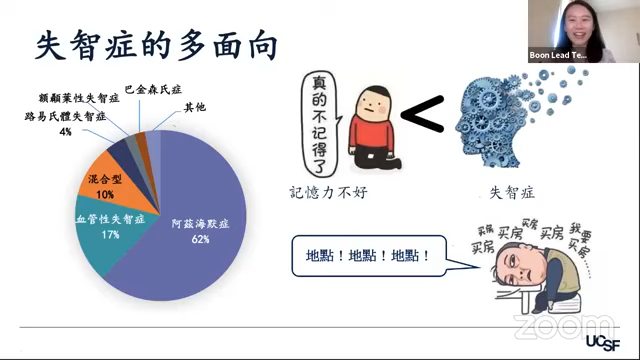 失智症的多面向
Boon Lead Te...
巴金森氏症
額顳葉性失智症
其他
路易氏體失智症
4%
混合型
10%
血管性失智症
17%
阿茲海默症
62%
真的不记得了
<
記憶力不好
失智症
地點！地點！地點！
买房
买房
买房
买房
买房
我要
买房
zoom
UCSF